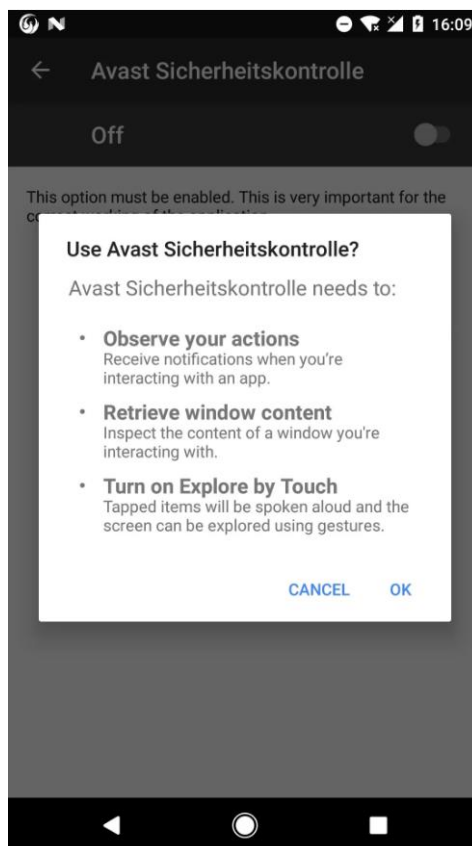 16:09
Avast Sicherheitskontrolle
Off
This option must be enabled. This is very important for the
Use Avast Sicherheitskontrolle?
Avast Sicherheitskontrolle needs to:
• Observe your actions
Receive notifications when you're
interacting with an app.
• Retrieve window content
Inspect the content of a window you're
interacting with.
• Turn on Explore by Touch
Tapped items will be spoken aloud and the
screen can be explored using gestures.
CANCEL OK